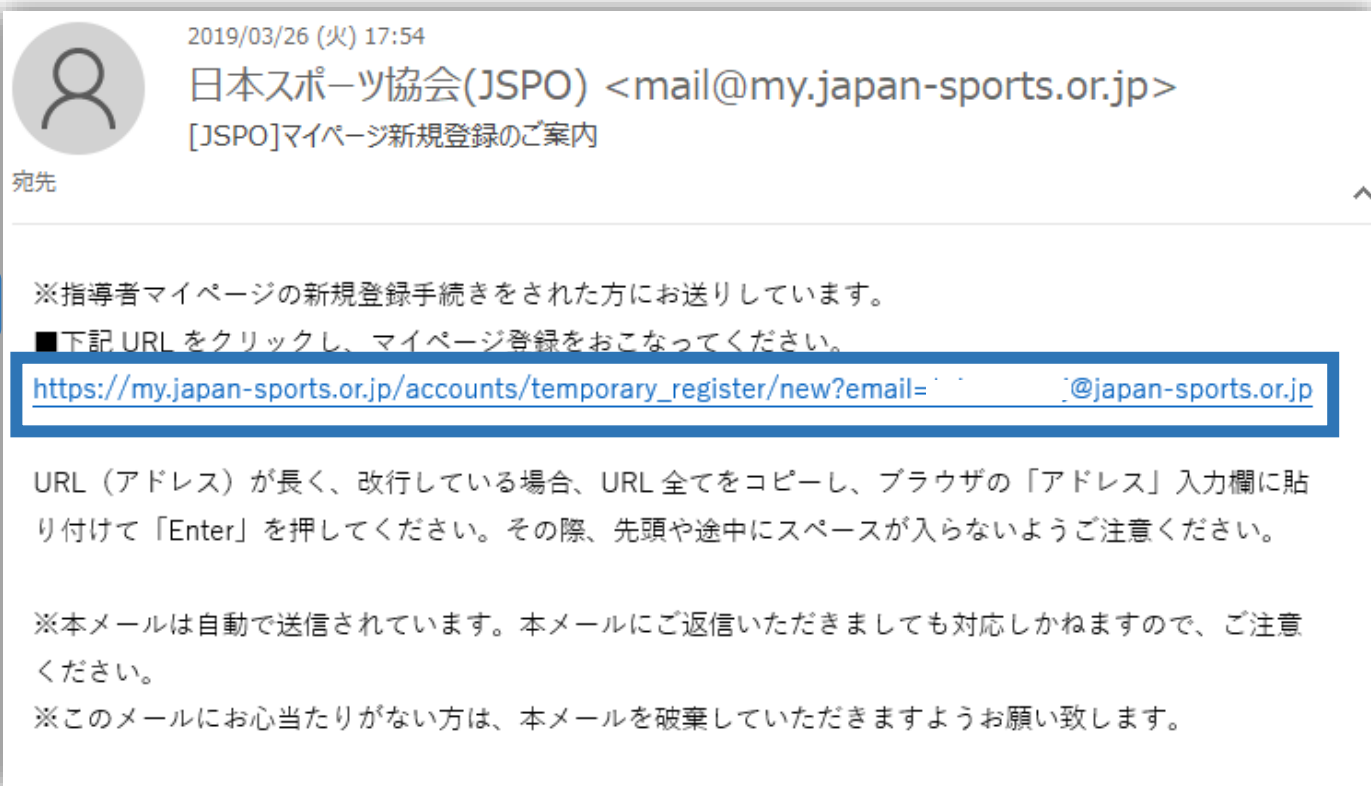 2019/03/26 (火) 17:54
日本スポーツ協会(JSPO) <mail@my.japan-sports.or.jp>
[JSPO]マイページ新規登録のご案内
宛先
※指導者マイページの新規登録手続きをされた方にお送りしています。
■下記 URL をクリックし、マイページ登録をおこなってください。
https://my.japan-sports.or.jp/accounts/temporary_register/new?email= @japan-sports.or.jp
URL（アドレス）が長く、改行している場合、URL 全てをコピーし、ブラウザの「アドレス」入力欄に貼
り付けて「Enter」を押してください。その際、先頭や途中にスペースが入らないようご注意ください。
※本メールは自動で送信されています。本メールにご返信いただきましても対応しかねますので、ご注意
ください。
※このメールにお心当たりがない方は、本メールを破棄していただきますようお願い致します。